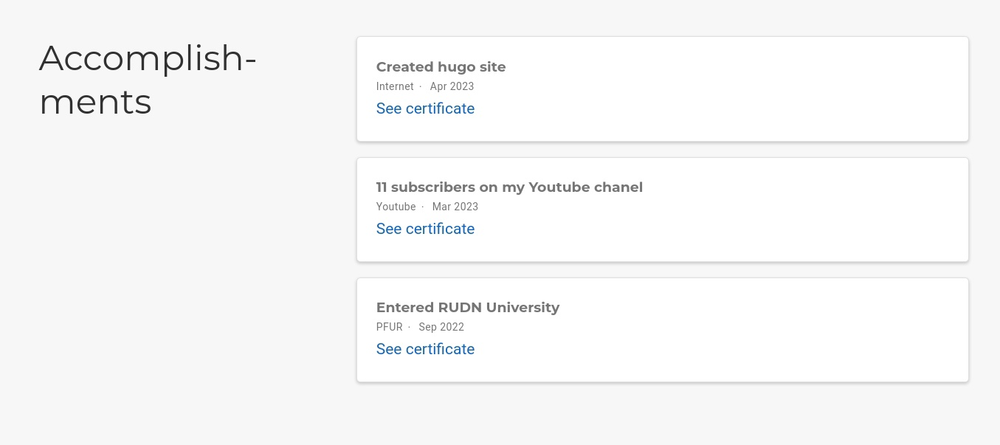 Accomplish-
ments
Created hugo site
Internet · Apr 2023
See certificate
11 subscribers on my Youtube chanel
Youtube · Mar 2023
See certificate
Entered RUDN University
PFUR · Sep 2022
See certificate